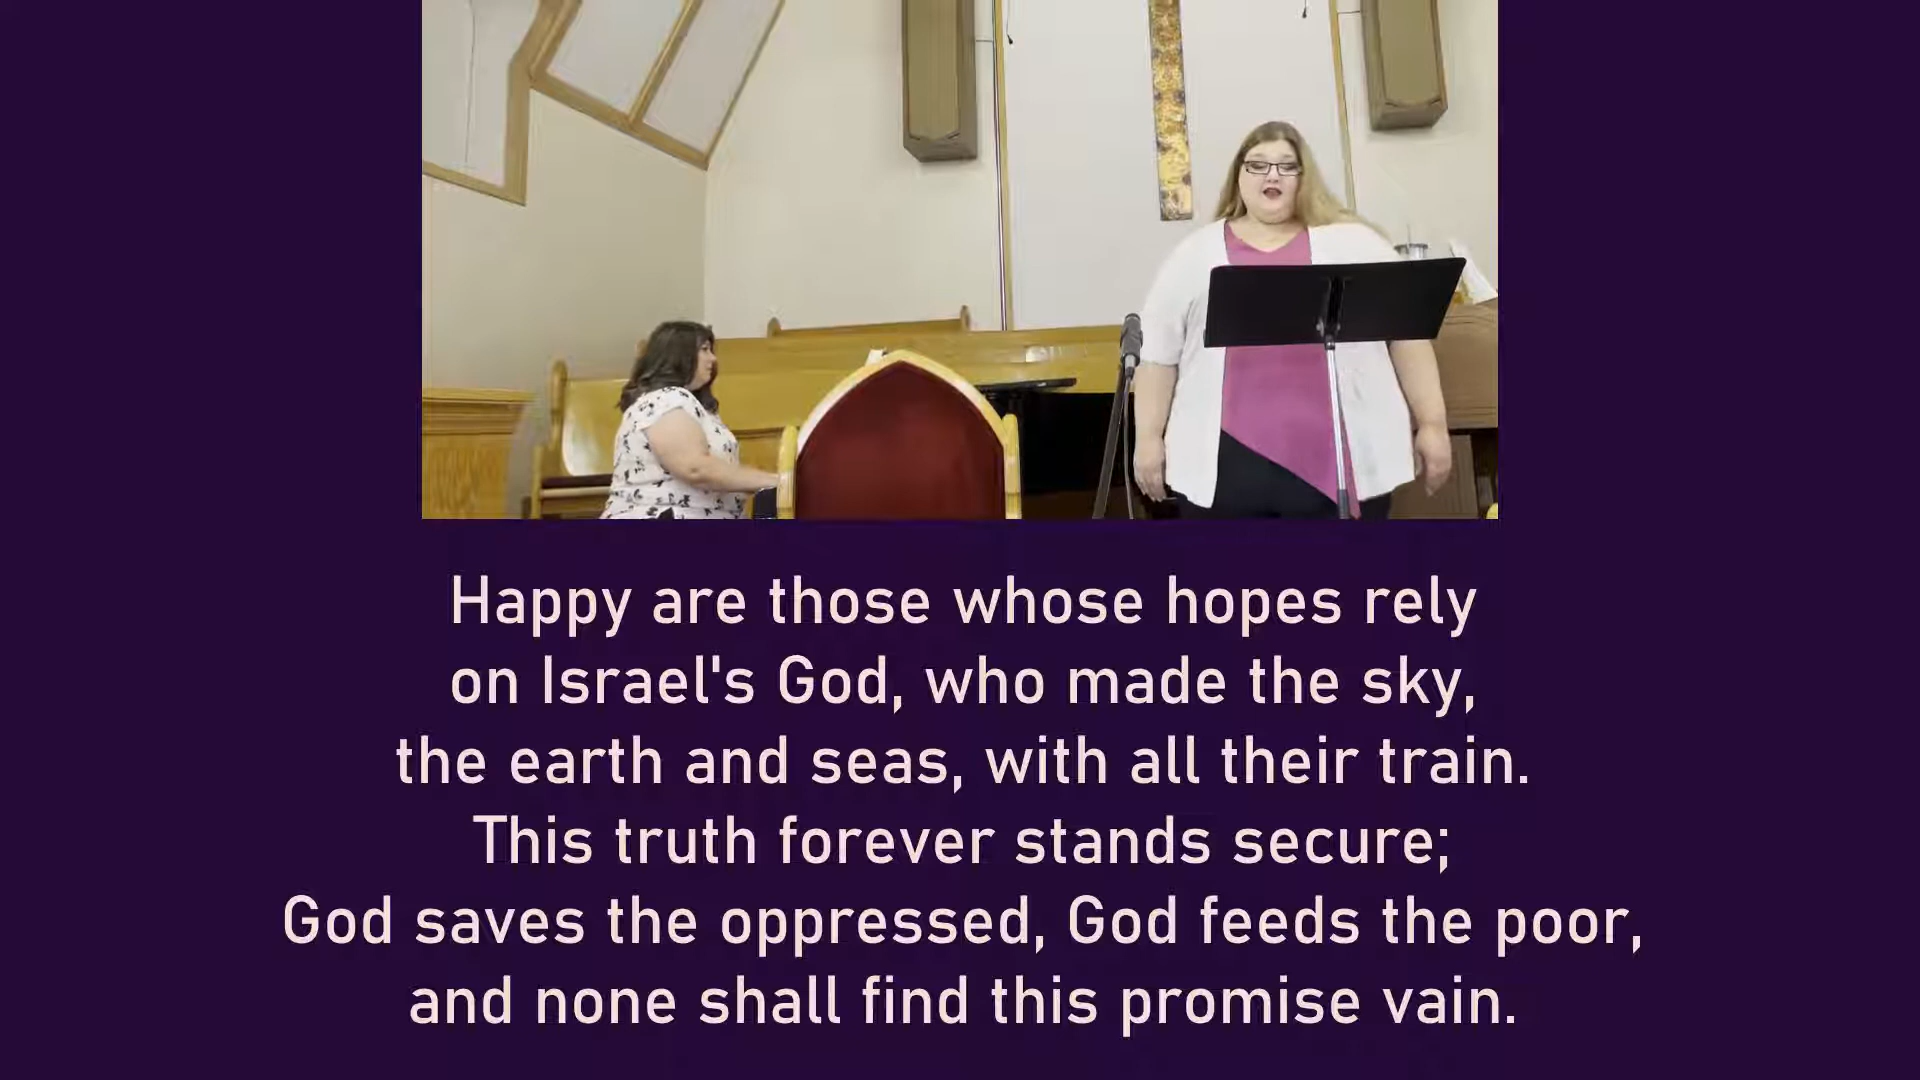 Happy are those whose hopes rely
on Israel's God, who made the sky,
the earth and seas, with all their train.
This truth forever stands secure;
God saves the oppressed, God feeds the poor,
and none shall find this promise vain.